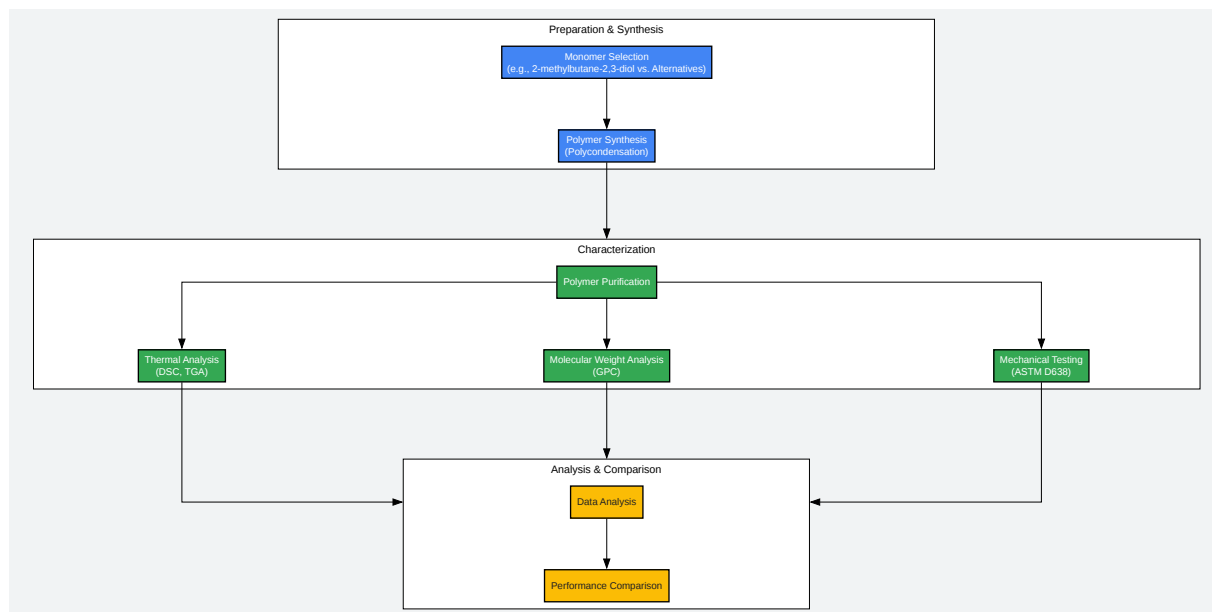 Preparation & Synthesis
Monomer Selection
(e.g., 2-methylbutane-2,3-diol vs. Alternatives)
Polymer Synthesis
(Polycondensation)
Characterization
Polymer Purification
Thermal Analysis
(DSC, TGA)
Molecular Weight Analysis
(GPC)
Mechanical Testing
(ASTM D638)
Analysis & Comparison
Data Analysis
Performance Comparison